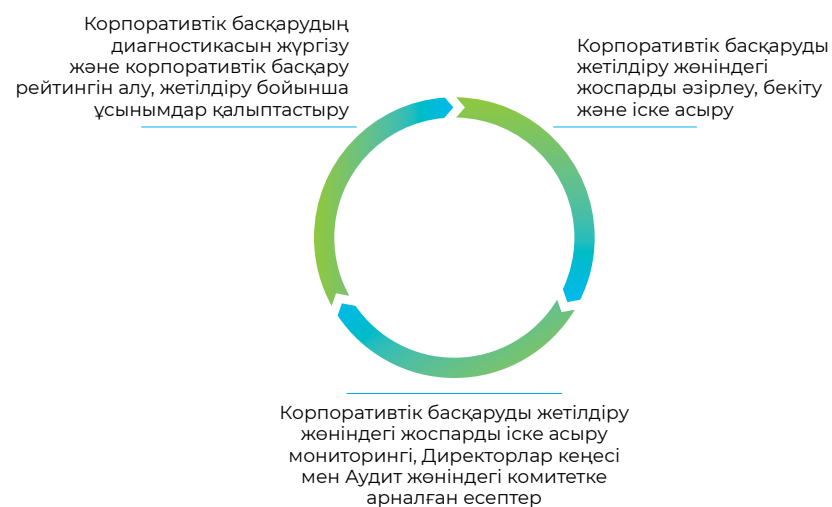 Корпоративтік басқарудың
диагностикасын жүргізу
және корпоративтік басқару
рейтингін алу, жетілдіру бойынша
ұсынымдар қалыптастыру
Корпоративтік басқаруды
жетілдіру жөніндегі
жоспарды әзірлеу, бекіту
және іске асыру
Корпоративтік басқаруды жетілдіру
жөніндегі жоспарды іске асыру
мониторингі, Директорлар кеңесі
мен Аудит жөніндегі комитетке
арналған есептер